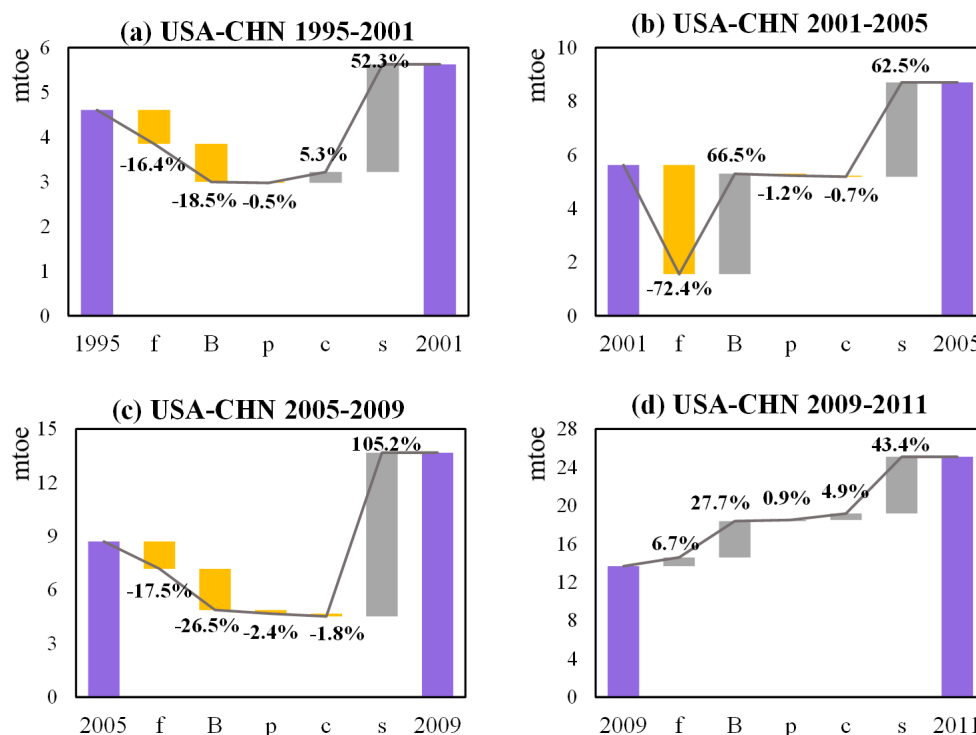 (a) USA-CHN 1995-2001
mtoe
6
5
4
3
2
1
0
52.3%
5.3%
-16.4%
-18.5% -0.5%
1995 f B p c s 2001
(b) USA-CHN 2001-2005
mtoe
10
8
6
4
2
0
62.5%
66.5%
-1.2% -0.7%
-72.4%
2001 f B p c s 2005
(c) USA-CHN 2005-2009
mtoe
15
12
9
6
3
0
105.2%
-17.5%
-26.5% -2.4% -1.8%
2005 f B p c s 2009
(d) USA-CHN 2009-2011
mtoe
28
24
20
16
12
8
4
0
43.4%
27.7% 0.9% 4.9%
6.7%
2009 f B p c s 2011